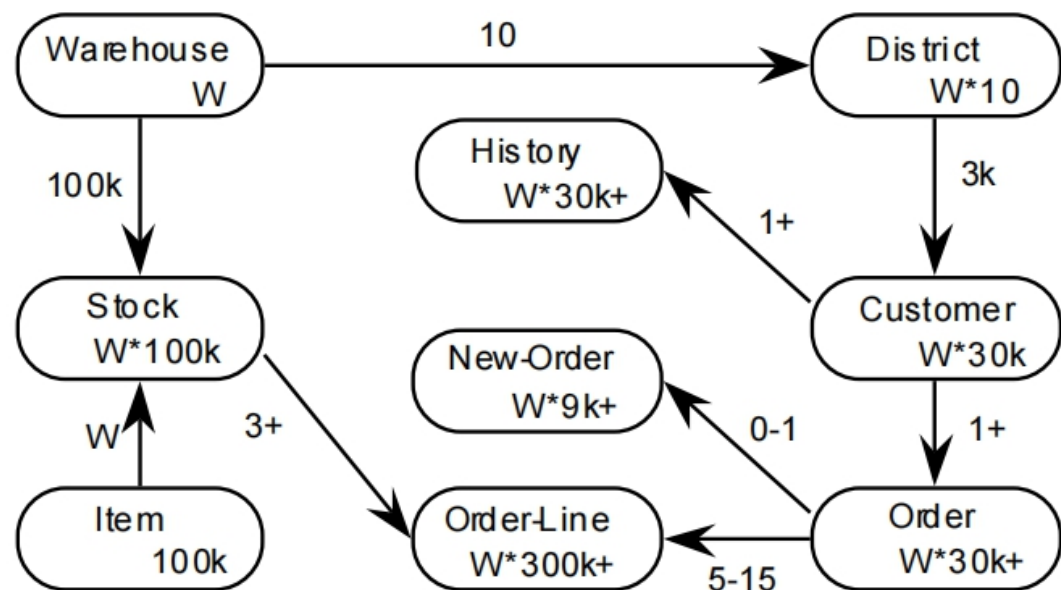 Warehouse
W
10
District
W*10
100k
History
W*30k+
3k
1+
Stock
W*100k
Customer
W*30k
New-Order
W*9k+
W
3+
0-1
1+
Item
100k
Order-Line
W*300k+
5-15
Order
W*30k+